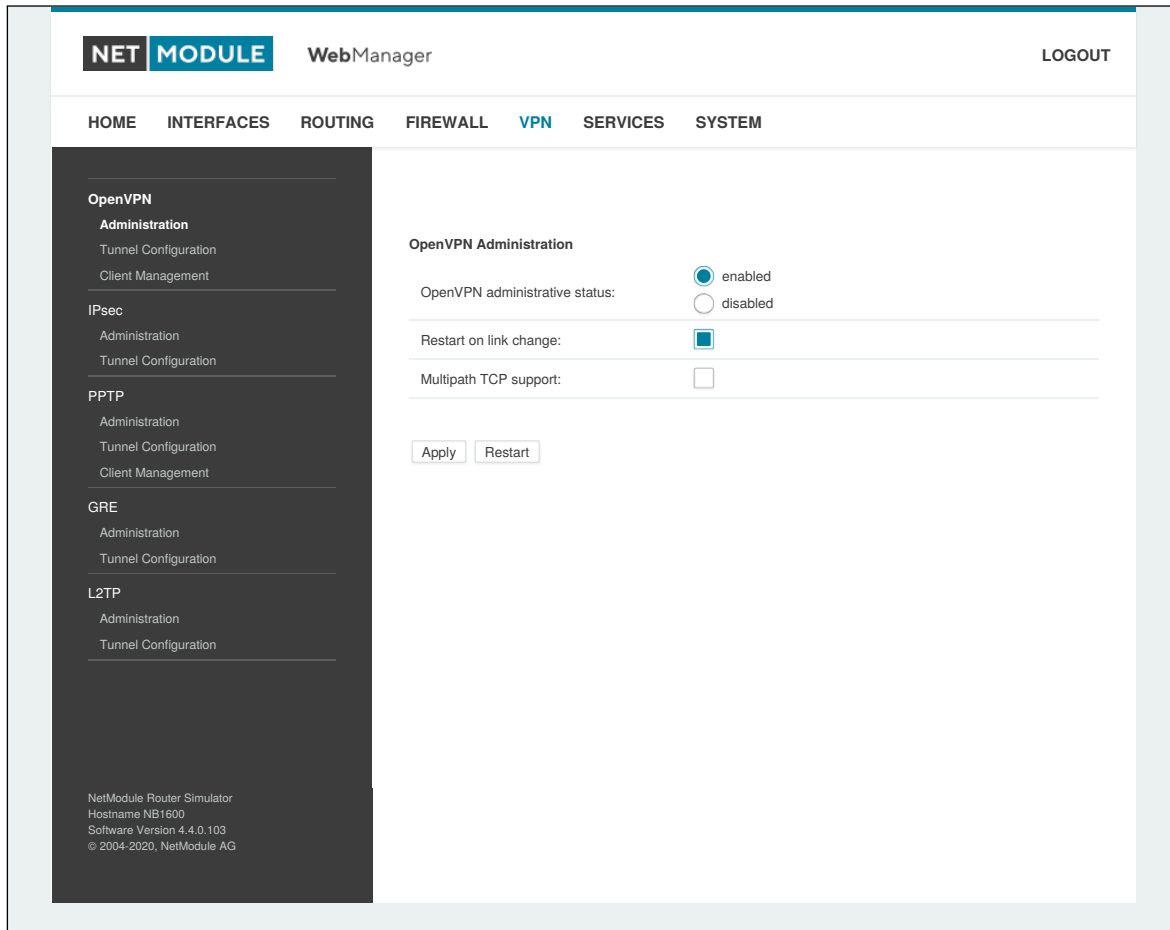 NET MODULE WebManager LOGOUT
HOME INTERFACES ROUTING FIREWALL VPN SERVICES SYSTEM
OpenVPN
Administration
Tunnel Configuration
Client Management
IPsec
Administration
Tunnel Configuration
PPTP
Administration
Tunnel Configuration
Client Management
GRE
Administration
Tunnel Configuration
L2TP
Administration
Tunnel Configuration
NetModule Router Simulator
Hostname NB1600
Software Version 4.4.0.103
© 2004-2020, NetModule AG
OpenVPN Administration
OpenVPN administrative status:
enabled
disabled
Restart on link change:
Multipath TCP support:
Apply Restart